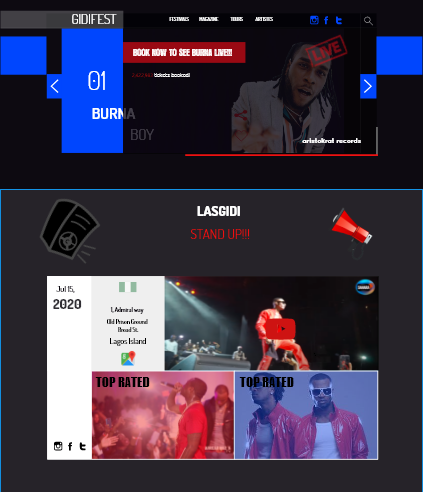 GIDIFEST
FESTIVALS MAGAZINE TOURS ARTISTES
BOOK NOW TO SEE BURNA LIVE!!!
LIVE
01
tickets booked!
BURNA
BOY
aristokrat records
LASGIDI
STAND UP!!!
Jul 15,
2020
1, Admiral way
Old Prison Ground
Broad St.
Lagos Island
TOP RATED
TOP RATED